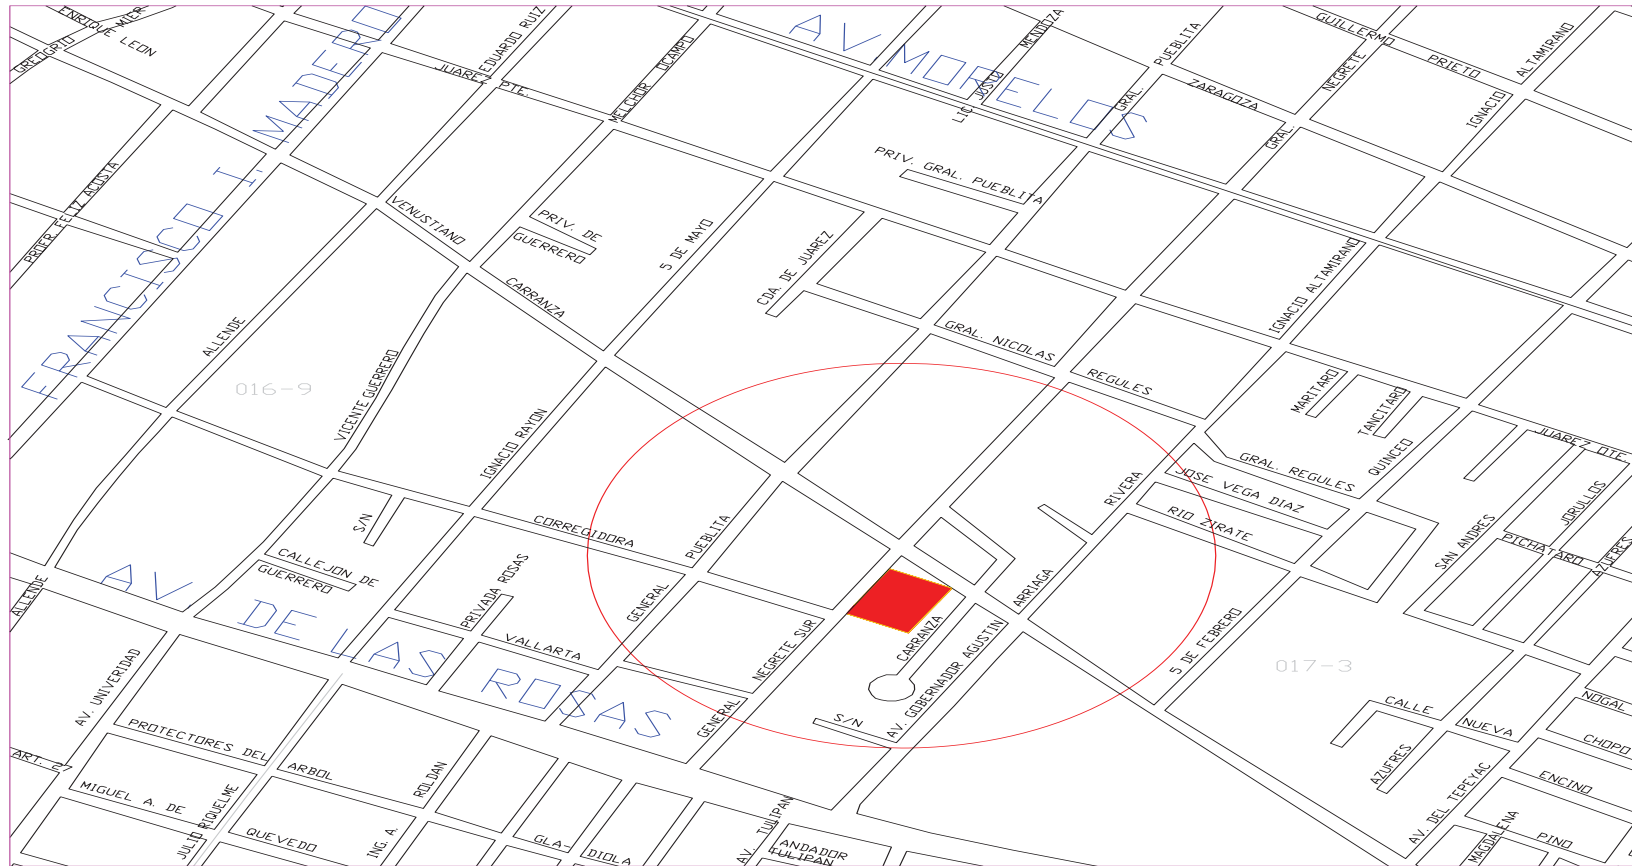 ENRIQUE LEON
GREOGRIO MIER
AV MORELOS
FRANCISCO I. MADERO
EDUARDO RUIZ
JUAREZ PTE.
MELCHOR OCAMPO
LIC. JOSIO MENDOZA
GRAL. PUEBLITA
ZARAGOZA
GUILLERMO PRIETO
GRAL. NEGRETE
IGNACIO ALTAMIRANO
PROFR. FELIZ ACOSTA
PRIV. GRAL. PUEBLITA
VENUSTIANO CARRANZA
PRIV. DE
GUERRERO
5 DE MAYO
CDA. DE JUAREZ
IGNACIO ALTAMIRANO
ALLENDE
GRAL. NICOLAS REGULES
016-9
VICENTE GUERRERO
IGNACIO RAYON
MARITARO
TANCITARO
QUINCEO
JUAREZ OTE.
GRAL. REGULES
JOSE VEGA DIAZ
RIO ZIRATE
RIVERA
JORULLOS
SAN ANDRES
PICHATARO
AZUFRES
S/N
CORREGIDORA
GENERAL PUEBLITA
CALLEJON DE
GUERRERO
PRIVADA ROSAS
ALLENDE
AV DE LAS ROSAS
VALLARTA
ARRIAGA
CARRANZA
AV. GOBERNADOR AGUSTIN
GENERAL NEGRETE SUR
S/N
5 DE FEBRERO
017-3
AV. UNIVERIDAD
PROTECTORES DEL ARBOL
ART. 27
MIGUEL A. DE QUEVEDO
JULIO RIQUELME
ING. A. ROLDAN
GLA-
DIOLA
AV. TULIPAN
ANDADOR
TULIPAN
CALLE NUEVA
AZUFRES
NOGAL
CHOPO
ENCINO
PINO
AV. DEL TEPEYAC
MAGDALENA